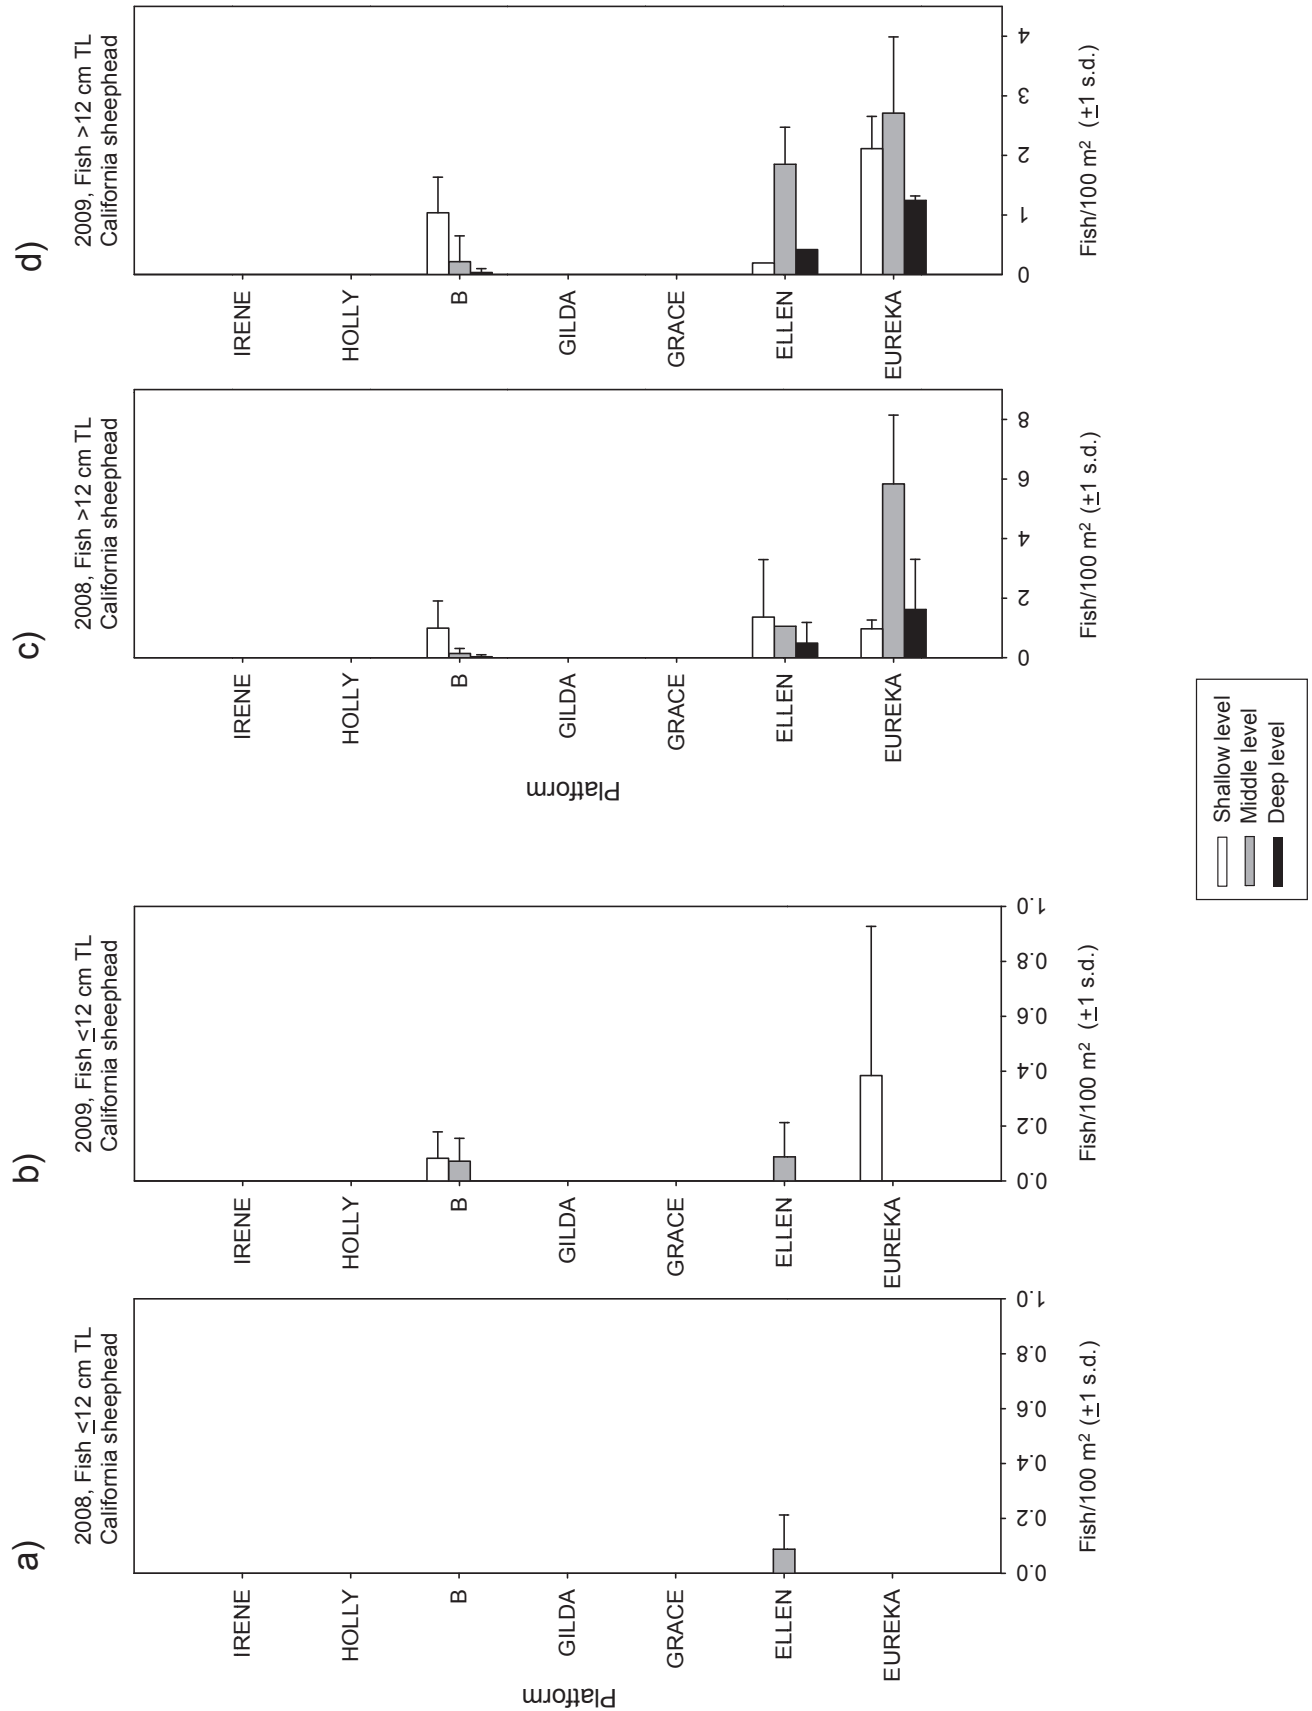 a)
2008, Fish ≤12 cm TL
California sheephead
Platform
IRENE
HOLLY
B
GILDA
GRACE
ELLEN
EUREKA
0.0 0.2 0.4 0.6 0.8 1.0
Fish/100 m² (±1 s.d.)
b)
2009, Fish ≤12 cm TL
California sheephead
IRENE
HOLLY
B
GILDA
GRACE
ELLEN
EUREKA
0.0 0.2 0.4 0.6 0.8 1.0
Fish/100 m² (±1 s.d.)
c)
2008, Fish >12 cm TL
California sheephead
Platform
IRENE
HOLLY
B
GILDA
GRACE
ELLEN
EUREKA
0 2 4 6 8
Fish/100 m² (±1 s.d.)
d)
2009, Fish >12 cm TL
California sheephead
IRENE
HOLLY
B
GILDA
GRACE
ELLEN
EUREKA
0 1 2 3 4
Fish/100 m² (±1 s.d.)
Shallow level
Middle level
Deep level